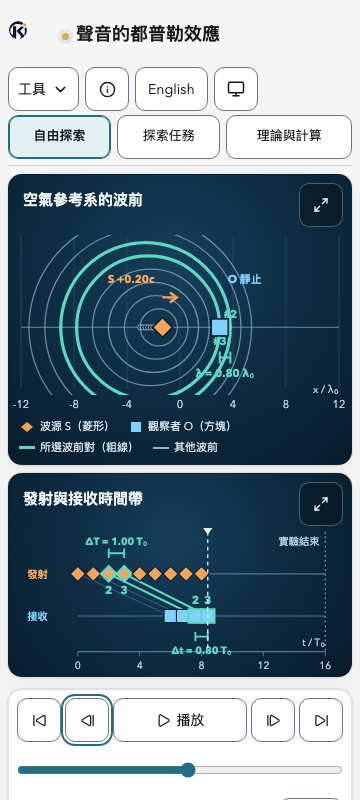 聲音的都普勒效應
工具
English
自由探索
探索任務
理論與計算
空氣參考系的波前
S +0.20c
O 靜止
#2
#3
λ=0.80 λ₀
x / λ₀
-12 -8 -4 0 4 8 12
波源 S（菱形）
觀察者 O（方塊）
所選波前對（粗線）
其他波前
發射與接收時間帶
ΔT = 1.00 T₀
實驗結束
發射
2 3
2 3
接收
t / T₀
Δt = 0.80 T₀
0 4 8 12 16
播放